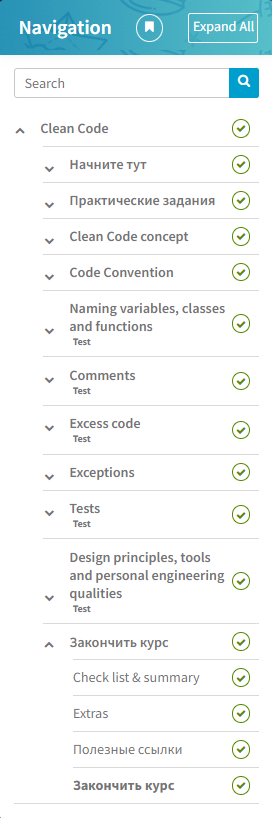 Navigation
Expand All
Search
Clean Code
Начните тут
Практические задания
Clean Code concept
Code Convention
Naming variables, classes
and functions
Test
Comments
Test
Excess code
Test
Exceptions
Tests
Test
Design principles, tools
and personal engineering
qualities
Test
Закончить курс
Check list & summary
Extras
Полезные ссылки
Закончить курс